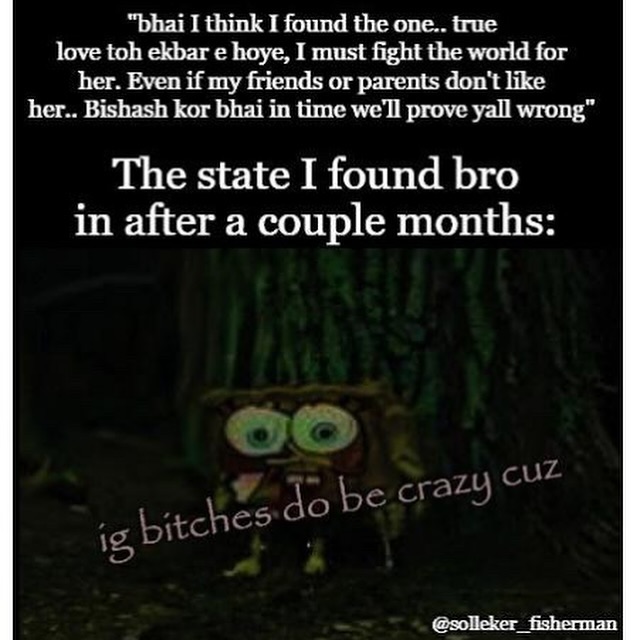 "bhai I think I found the one.. true
love toh ekbar e hoye, I must fight the world for
her. Even if my friends or parents don't like
her.. Bishash kor bhai in time we'll prove yall wrong"
The state I found bro
in after a couple months:
ig bitches do be crazy cuz
@solleker_fisherman